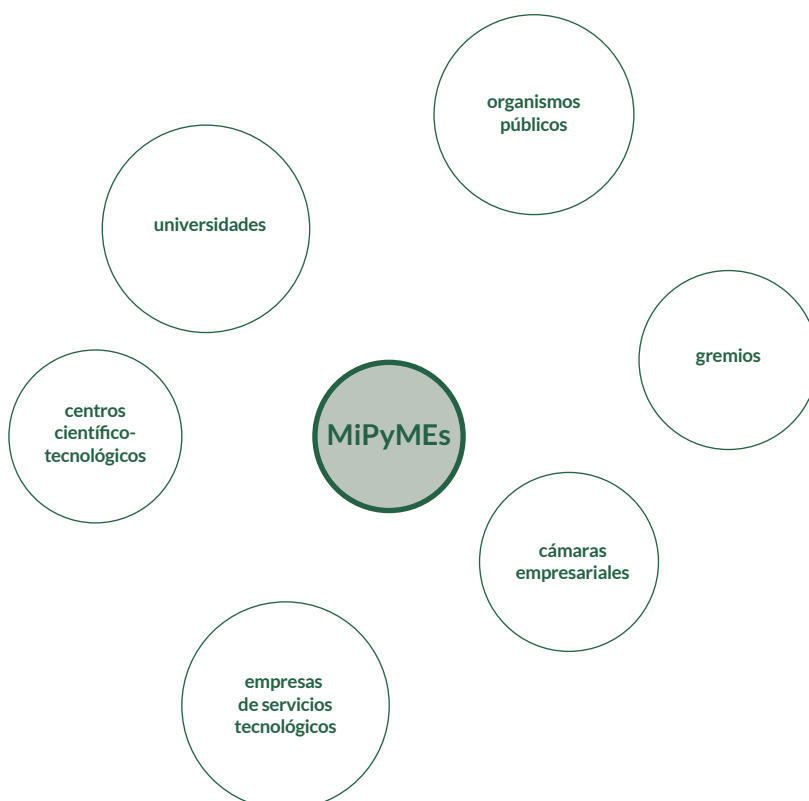 organismos
públicos
universidades
gremios
centros
científico-
tecnológicos
MiPyMEs
cámaras
empresariales
empresas
de servicios
tecnológicos